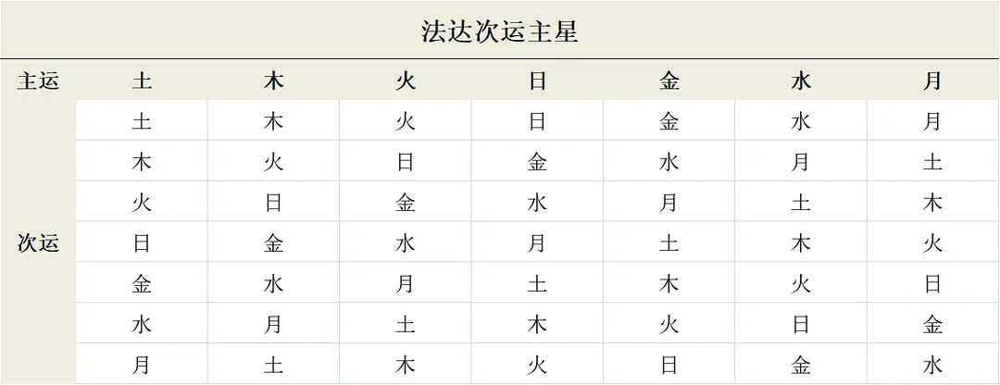 法达次运主星
主运 土 木 火 日 金 水 月
土 木 火 日 金 水 月
木 火 日 金 水 月 土
火 日 金 水 月 土 木
次运 日 金 水 月 土 木 火
金 水 月 土 木 火 日
水 月 土 木 火 日 金
月 土 木 火 日 金 水